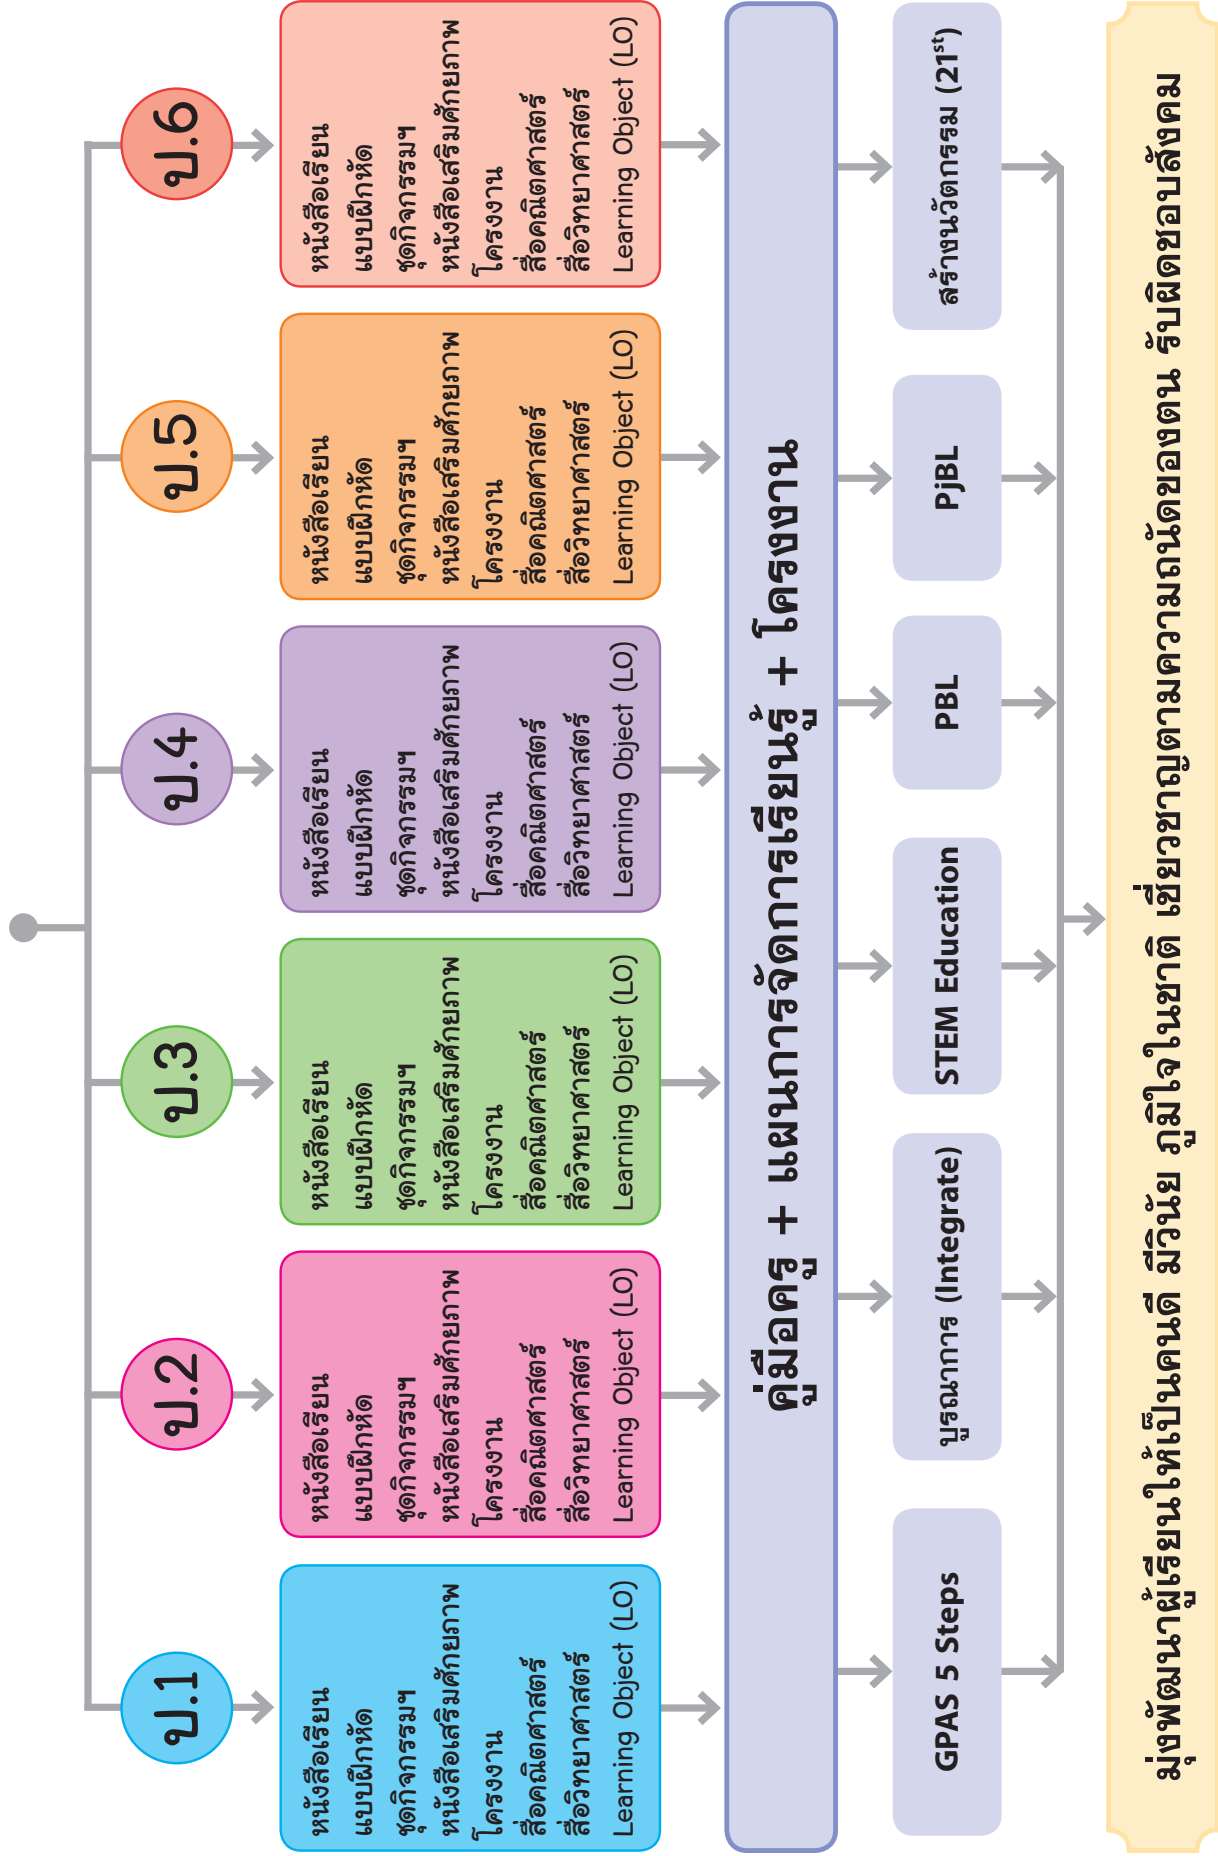 ป.1
หนังสือเรียน
แบบฝึกหัด
ชุดกิจกรรมฯ
หนังสือเสริมศักยภาพ
โครงงาน
สื่อคณิตศาสตร์
สื่อวิทยาศาสตร์
Learning Object (LO)
ป.2
หนังสือเรียน
แบบฝึกหัด
ชุดกิจกรรมฯ
หนังสือเสริมศักยภาพ
โครงงาน
สื่อคณิตศาสตร์
สื่อวิทยาศาสตร์
Learning Object (LO)
ป.3
หนังสือเรียน
แบบฝึกหัด
ชุดกิจกรรมฯ
หนังสือเสริมศักยภาพ
โครงงาน
สื่อคณิตศาสตร์
สื่อวิทยาศาสตร์
Learning Object (LO)
ป.4
หนังสือเรียน
แบบฝึกหัด
ชุดกิจกรรมฯ
หนังสือเสริมศักยภาพ
โครงงาน
สื่อคณิตศาสตร์
สื่อวิทยาศาสตร์
Learning Object (LO)
ป.5
หนังสือเรียน
แบบฝึกหัด
ชุดกิจกรรมฯ
หนังสือเสริมศักยภาพ
โครงงาน
สื่อคณิตศาสตร์
สื่อวิทยาศาสตร์
Learning Object (LO)
ป.6
หนังสือเรียน
แบบฝึกหัด
ชุดกิจกรรมฯ
หนังสือเสริมศักยภาพ
โครงงาน
สื่อคณิตศาสตร์
สื่อวิทยาศาสตร์
Learning Object (LO)
คู่มือครู + แผนการจัดการเรียนรู้ + โครงงาน
GPAS 5 Steps
บูรณาการ (Integrate)
STEM Education
PBL
PjBL
สร้างนวัตกรรม (21st)
มุ่งพัฒนาผู้เรียนให้เป็นคนดี มีวินัย ภูมิใจในชาติ เชี่ยวชาญตามความถนัดของตน รับผิดชอบสังคม